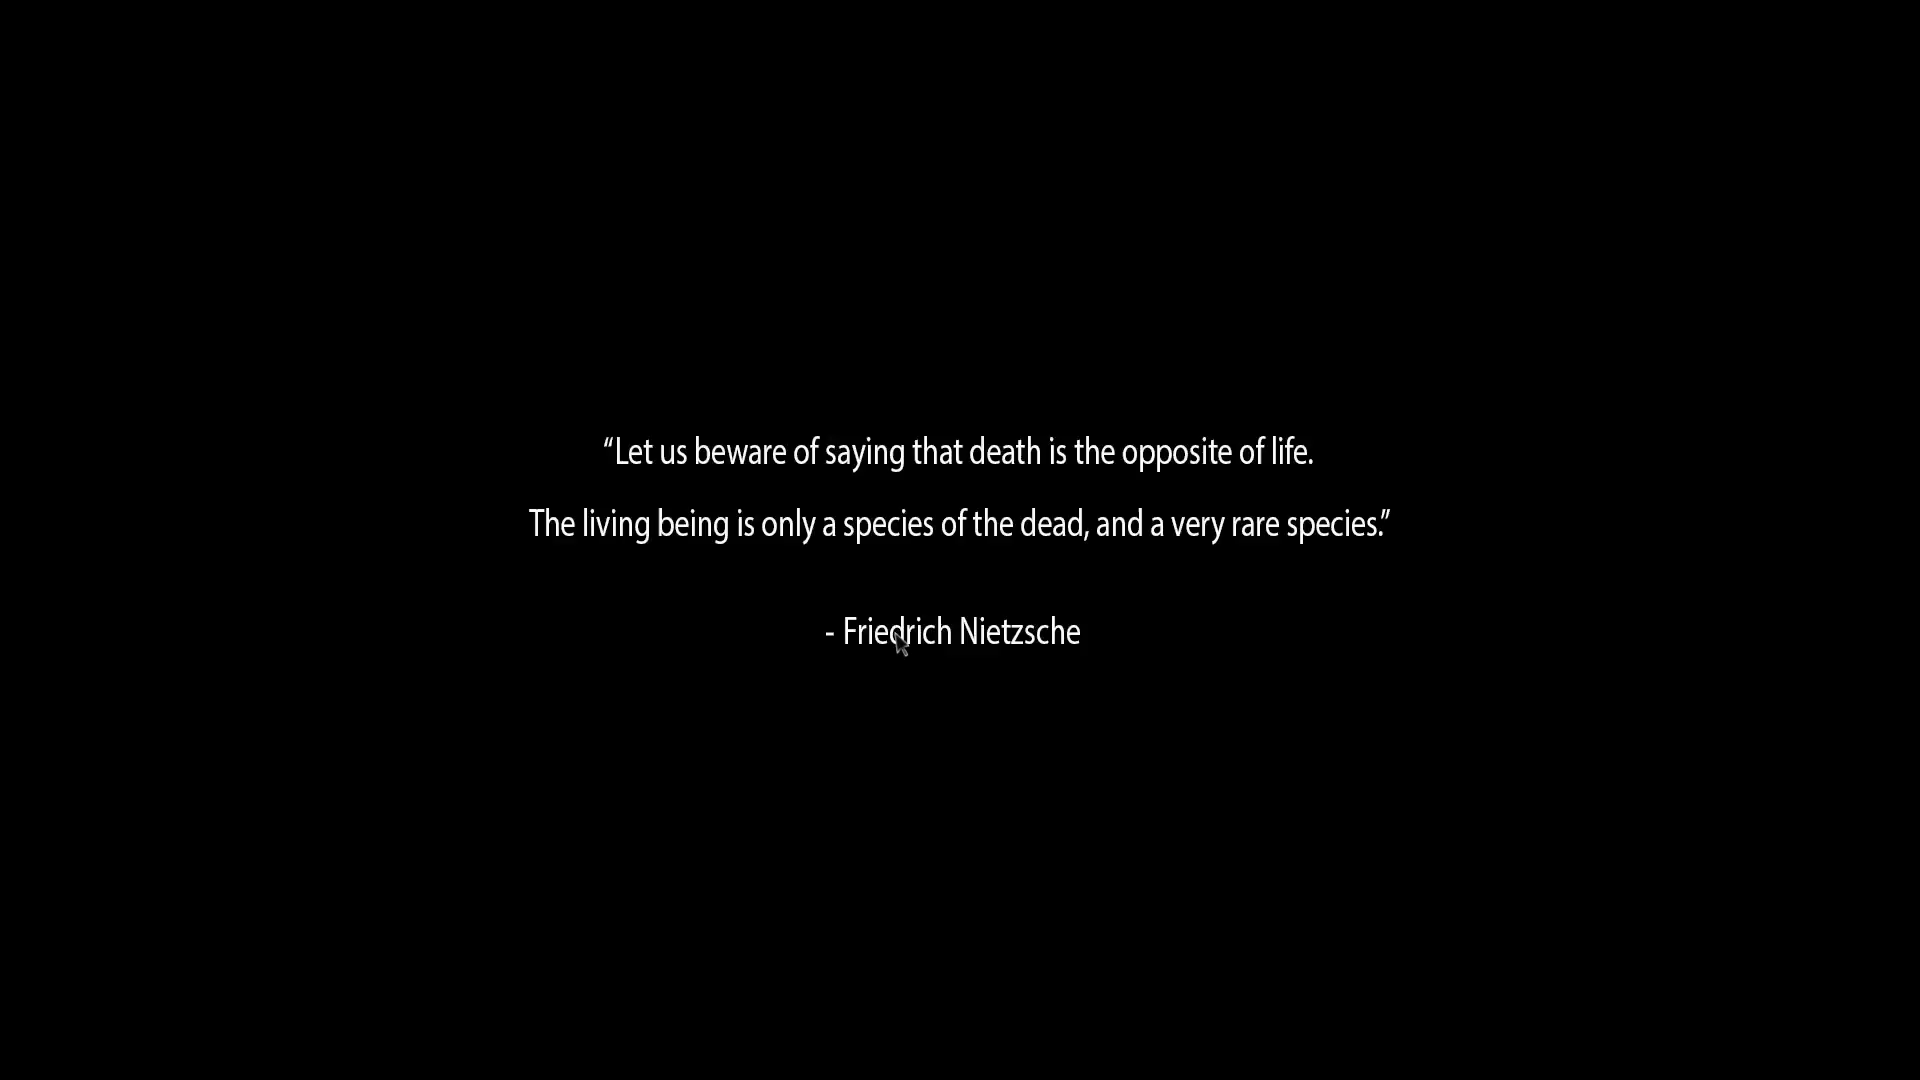 “Let us beware of saying that death is the opposite of life.
The living being is only a species of the dead, and a very rare species.”
- Friedrich Nietzsche